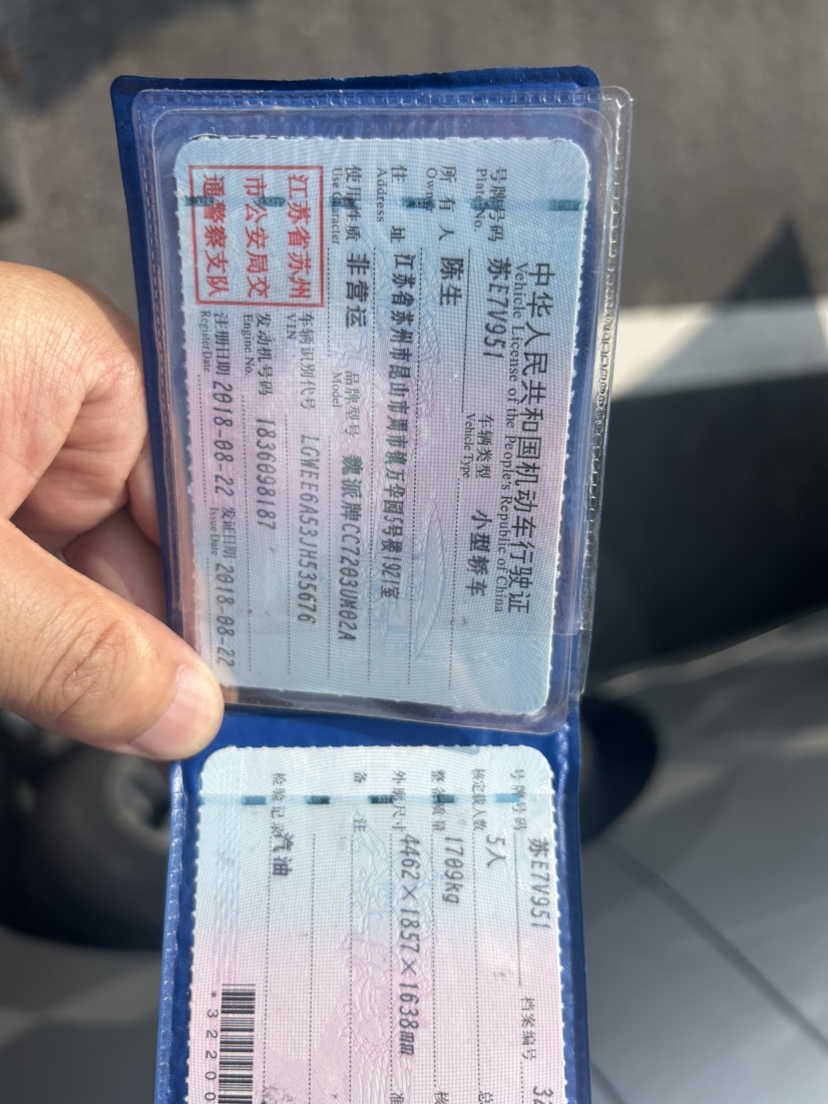 中华人民共和国机动车行驶证
Vehicle License of the People's Republic of China
号牌号码 苏E7V951 车辆类型 小型轿车
Plate No. Vehicle Type
所有人 陈生
Owner
住址 江苏省苏州市昆山市周市镇万华园5号楼1921室
Address
使用性质 非营运 品牌型号 魏派牌CC7203UM02A
Use Character Model
江苏省苏州
市公安局交
通警察支队
车辆识别代号 LGWEE6A53JH535676
VIN
发动机号码 1836098187
Engine No.
注册日期 2018-08-22 发证日期 2018-08-22
Register Date Issue Date
号牌号码 苏E7V951 档案编号 32
核定载人数 5人 总
整备质量 1709kg 核
外廓尺寸 4462×1857×1638mm 准
备注
检验记录 汽油
*32200